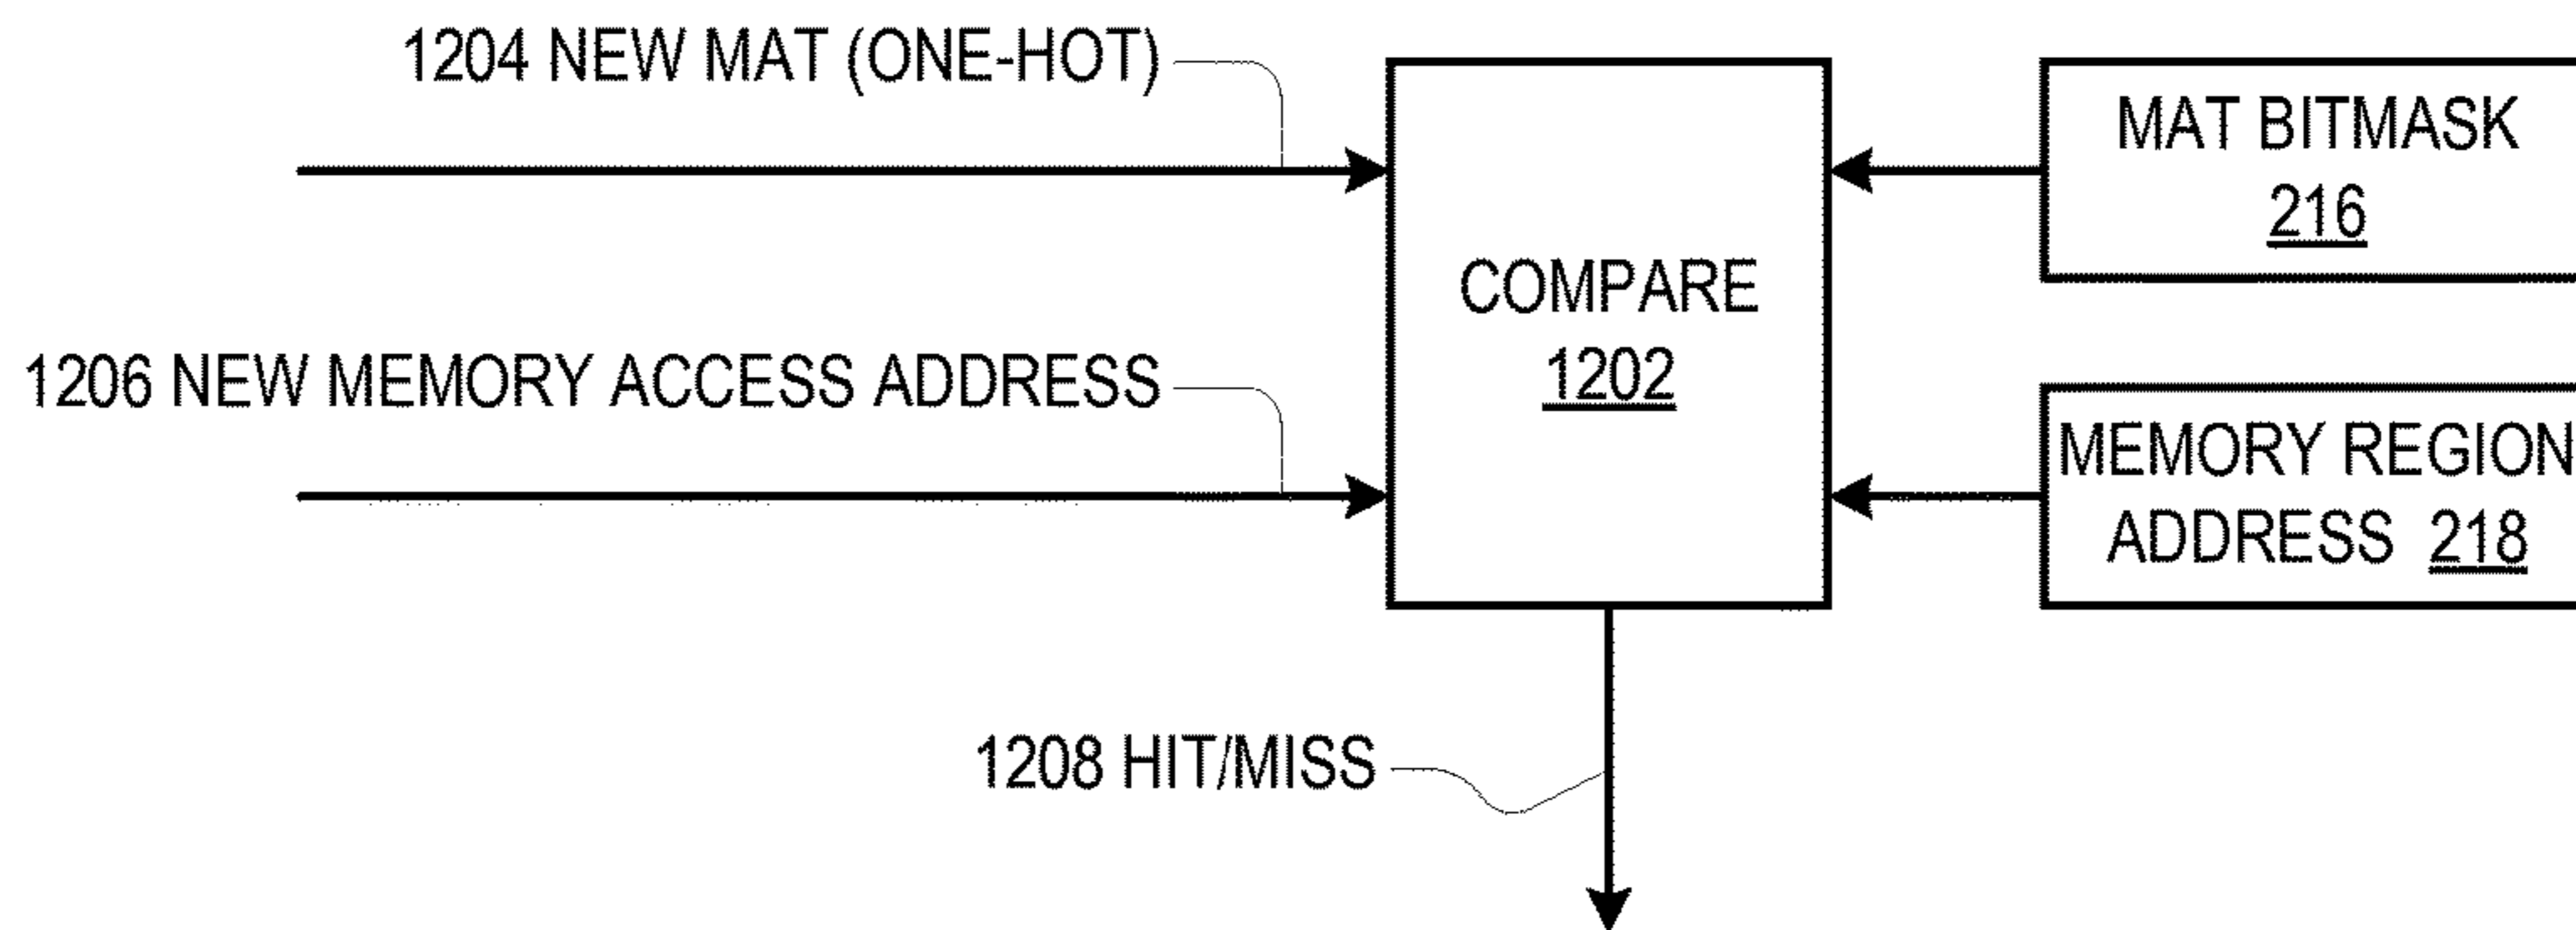 1204 NEW MAT (ONE-HOT)
MAT BITMASK
216
COMPARE
1202
1206 NEW MEMORY ACCESS ADDRESS
MEMORY REGION
ADDRESS 218
1208 HIT/MISS